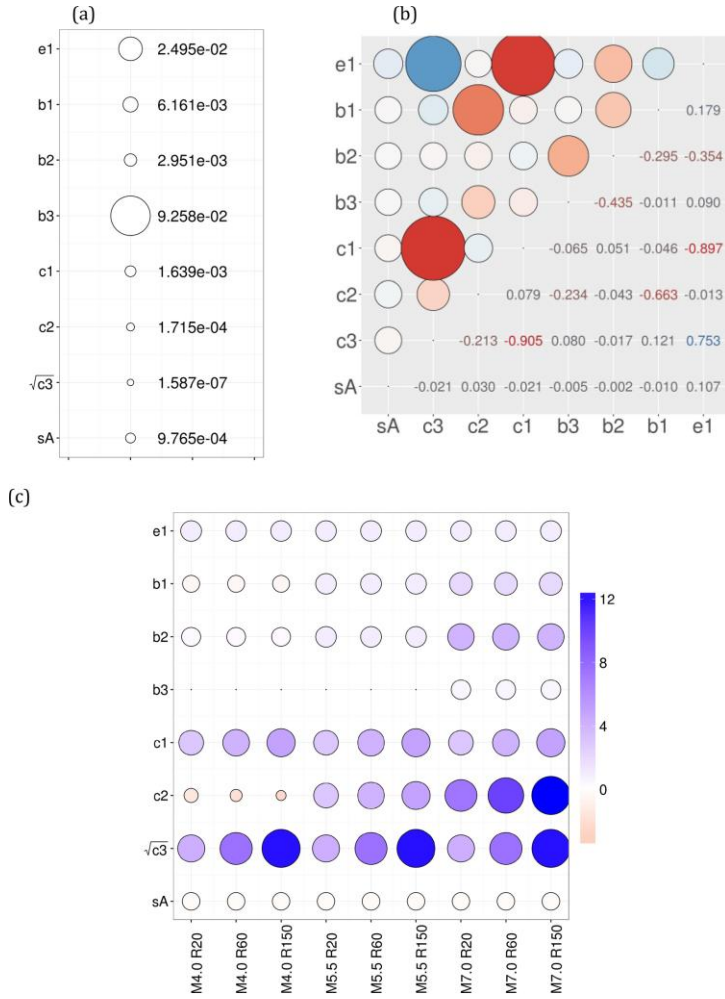 (a)
e1 2.495e-02
b1 6.161e-03
b2 2.951e-03
b3 9.258e-02
c1 1.639e-03
c2 1.715e-04
√c3 1.587e-07
sA 9.765e-04
(b)
e1
b1 0.179
b2 -0.295 -0.354
b3 -0.435 -0.011 0.090
c1 -0.065 0.051 -0.046 -0.897
c2 0.079 -0.234 -0.043 -0.663 -0.013
c3 -0.213 -0.905 0.080 -0.017 0.121 0.753
sA -0.021 0.030 -0.021 -0.005 -0.002 -0.010 0.107
sA c3 c2 c1 b3 b2 b1 e1
(c)
e1
b1
b2
b3
c1
c2
√c3
sA
M4.0 R20
M4.0 R60
M4.0 R150
M5.5 R20
M5.5 R60
M5.5 R150
M7.0 R20
M7.0 R60
M7.0 R150
12
8
4
0